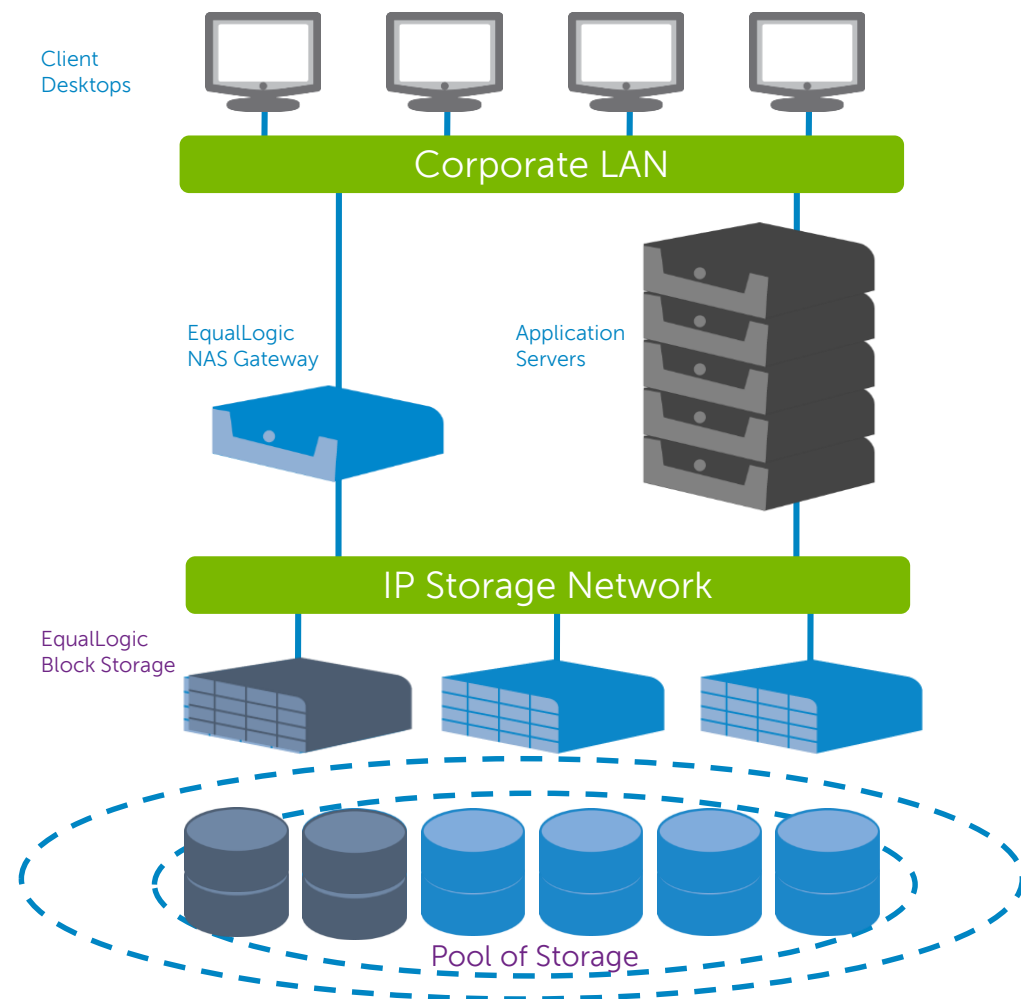 Client
Desktops
Corporate LAN
EqualLogic
NAS Gateway
Application
Servers
IP Storage Network
EqualLogic
Block Storage
Pool of Storage